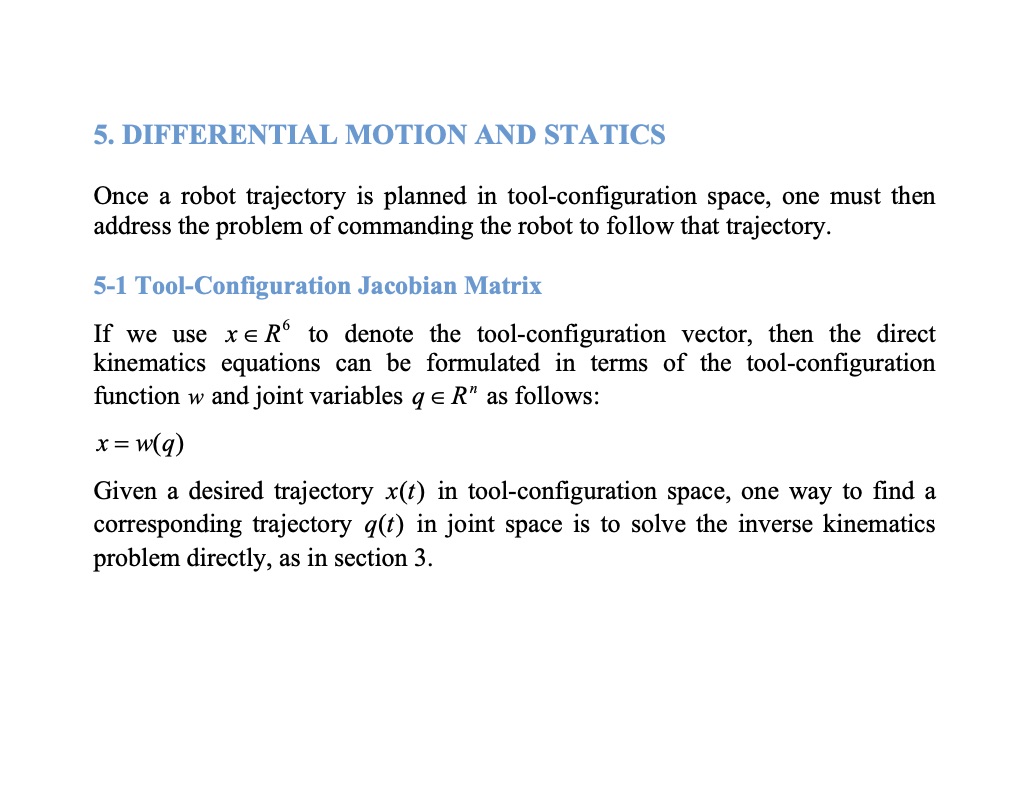 5. DIFFERENTIAL MOTION AND STATICS
Once a robot trajectory is planned in tool-configuration space, one must then
address the problem of commanding the robot to follow that trajectory.
5-1 Tool-Configuration Jacobian Matrix
If we use x ∈ R⁶ to denote the tool-configuration vector, then the direct
kinematics equations can be formulated in terms of the tool-configuration
function w and joint variables q ∈ Rⁿ as follows:
x = w(q)
Given a desired trajectory x(t) in tool-configuration space, one way to find a
corresponding trajectory q(t) in joint space is to solve the inverse kinematics
problem directly, as in section 3.